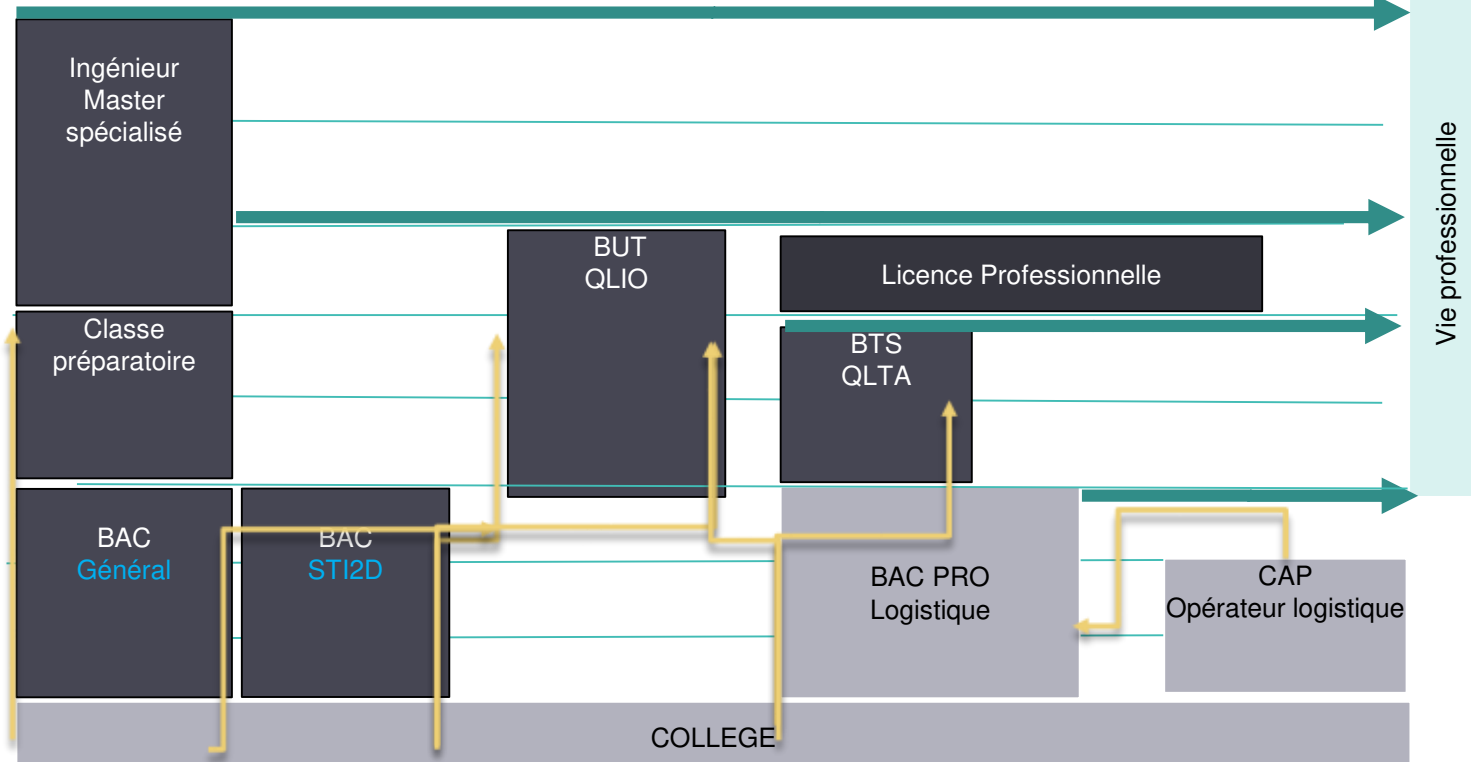 Ingénieur
Master
spécialisé
Vie professionnelle
BUT
QLIO
Licence Professionnelle
Classe
préparatoire
BTS
QLTA
BAC
Général
BAC
STI2D
BAC PRO
Logistique
CAP
Opérateur logistique
COLLEGE